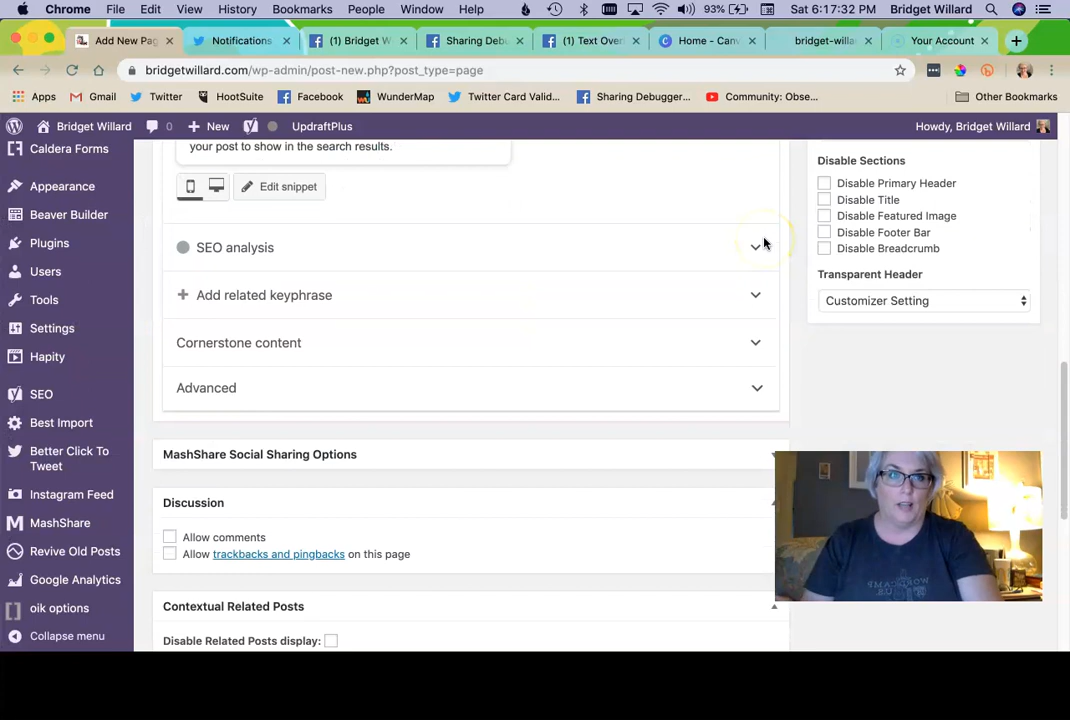 Chrome File Edit View History Bookmarks People Window Help 93% Sat 6:17:32 PM Bridget Willard
Add New Pag Notifications (1) Bridget W Sharing Deb (1) Text Over Home - Can bridget-willa Your Account
bridgetwillard.com/wp-admin/post-new.php?post_type=page
Apps Gmail Twitter HootSuite Facebook WunderMap Twitter Card Valid... Sharing Debugger... Community: Obse... Other Bookmarks
Bridget Willard 0 New UpdraftPlus Howdy, Bridget Willard
Caldera Forms
Appearance
Beaver Builder
Plugins
Users
Tools
Settings
Hapity
SEO
Best Import
Better Click To
Tweet
Instagram Feed
MashShare
Revive Old Posts
Google Analytics
oik options
Collapse menu
your post to show in the search results.
Edit snippet
SEO analysis
Add related keyphrase
Cornerstone content
Advanced
MashShare Social Sharing Options
Discussion
Allow comments
Allow trackbacks and pingbacks on this page
Contextual Related Posts
Disable Related Posts display:
Disable Sections
Disable Primary Header
Disable Title
Disable Featured Image
Disable Footer Bar
Disable Breadcrumb
Transparent Header
Customizer Setting
WORDCAMP
US